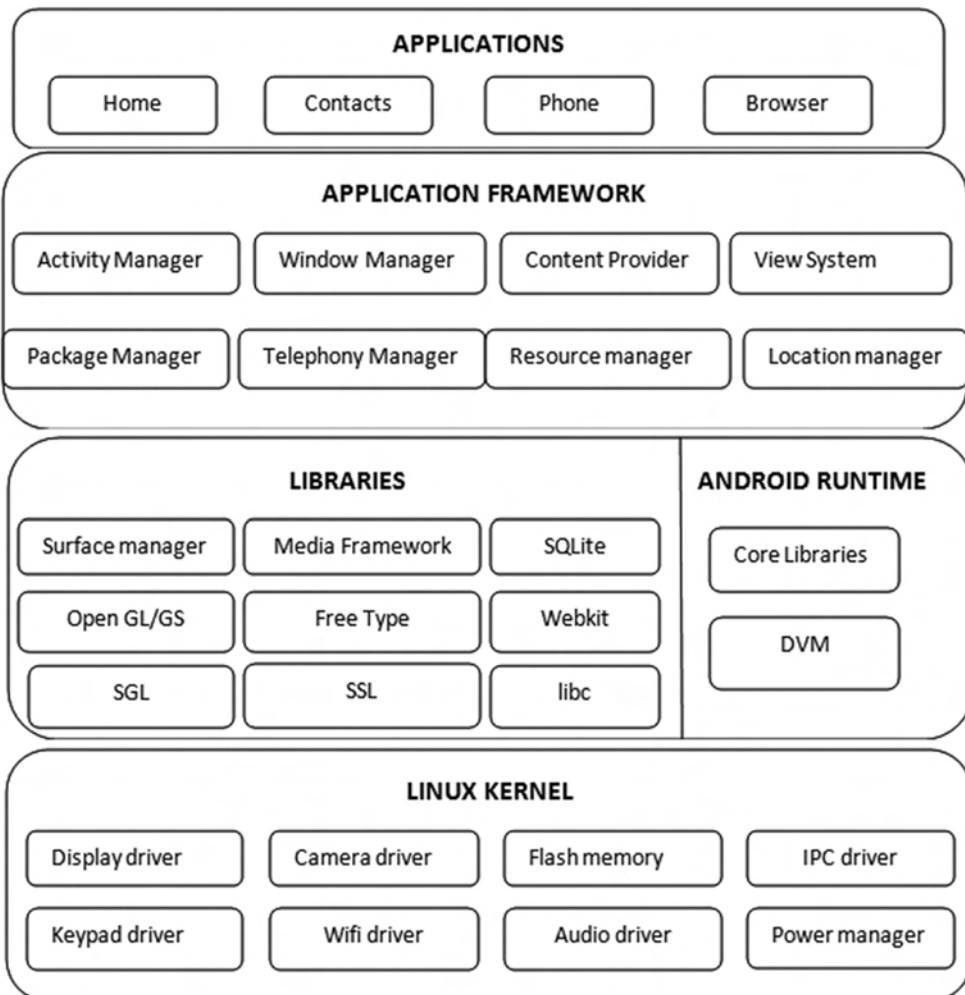 APPLICATIONS
Home Contacts Phone Browser
APPLICATION FRAMEWORK
Activity Manager Window Manager Content Provider View System
Package Manager Telephony Manager Resource manager Location manager
LIBRARIES ANDROID RUNTIME
Surface manager Media Framework SQLite Core Libraries
Open GL/GS Free Type Webkit DVM
SGL SSL libc
LINUX KERNEL
Display driver Camera driver Flash memory IPC driver
Keypad driver Wifi driver Audio driver Power manager